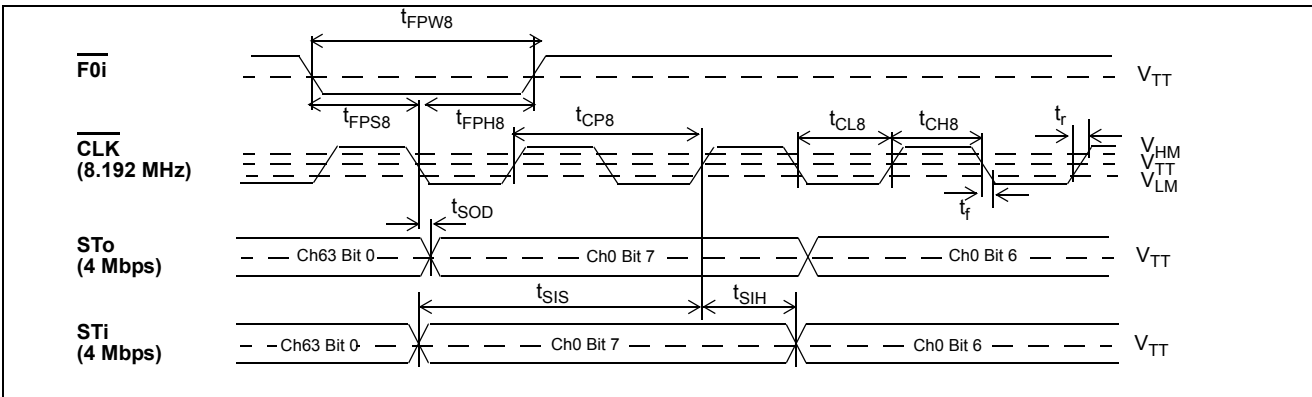 tFPW8
F0i
VTT
tFPS8 tFPH8 tCP8 tCL8 tCH8 tr
CLK
(8.192 MHz)
VHM
VTT
VLM
tSOD tf
STo
(4 Mbps)
Ch63 Bit 0 Ch0 Bit 7 Ch0 Bit 6 VTT
tSIS tSIH
STi
(4 Mbps)
Ch63 Bit 0 Ch0 Bit 7 Ch0 Bit 6 VTT